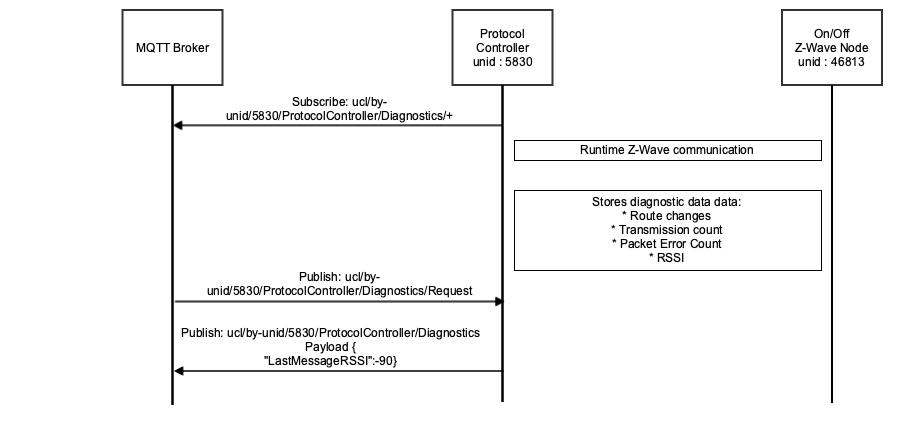 MQTT Broker
Protocol
Controller
unid : 5830
On/Off
Z-Wave Node
unid : 46813
Subscribe: ucl/by-
unid/5830/ProtocolController/Diagnostics/+
Runtime Z-Wave communication
Stores diagnostic data data:
* Route changes
* Transmission count
* Packet Error Count
* RSSI
Publish: ucl/by-
unid/5830/ProtocolController/Diagnostics/Request
Publish: ucl/by-unid/5830/ProtocolController/Diagnostics
Payload {
"LastMessageRSSI":-90}